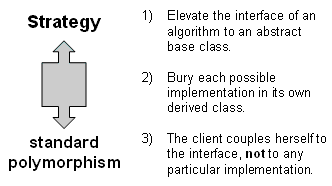 Strategy
standard
polymorphism
1) Elevate the interface of an
algorithm to an abstract
base class.
2) Bury each possible
implementation in its own
derived class.
3) The client couples herself to
the interface, not to any
particular implementation.